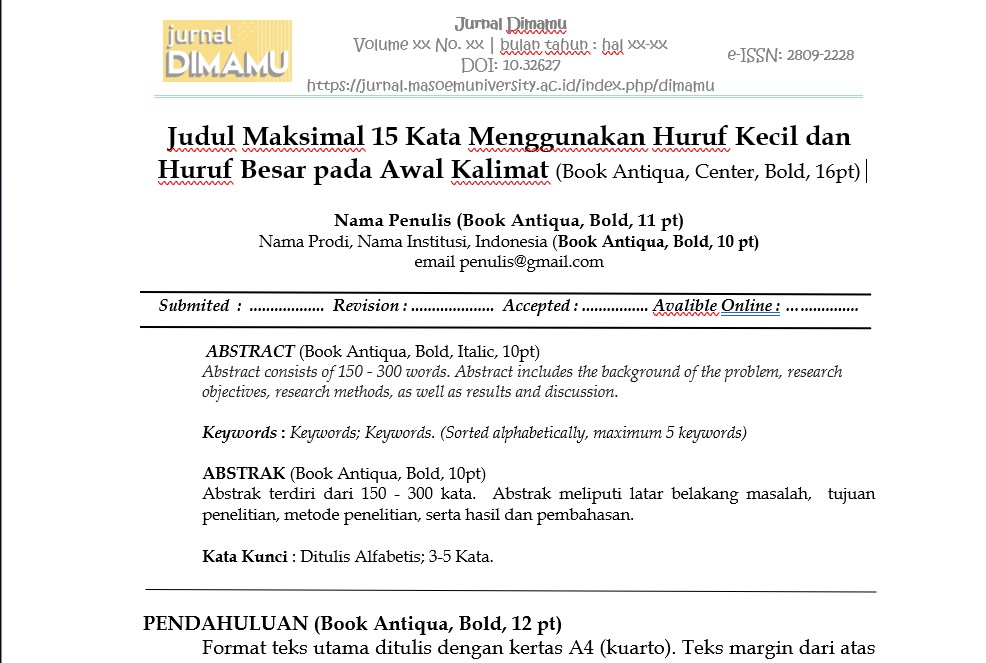 jurnal
DIMAMU
Jurnal Dimamu
Volume xx No. xx | bulan tahun : hal xx-xx
DOI: 10.32627
https://jurnal.masoemuniversity.ac.id/index.php/dimamu
e-ISSN: 2809-2228
Judul Maksimal 15 Kata Menggunakan Huruf Kecil dan
Huruf Besar pada Awal Kalimat (Book Antiqua, Center, Bold, 16pt)
Nama Penulis (Book Antiqua, Bold, 11 pt)
Nama Prodi, Nama Institusi, Indonesia (Book Antiqua, Bold, 10 pt)
email penulis@gmail.com
Submited : .................. Revision : .................... Accepted : ................ Avalible Online : ..................
ABSTRACT (Book Antiqua, Bold, Italic, 10pt)
Abstract consists of 150 - 300 words. Abstract includes the background of the problem, research
objectives, research methods, as well as results and discussion.
Keywords : Keywords; Keywords. (Sorted alphabetically, maximum 5 keywords)
ABSTRAK (Book Antiqua, Bold, 10pt)
Abstrak terdiri dari 150 - 300 kata. Abstrak meliputi latar belakang masalah, tujuan
penelitian, metode penelitian, serta hasil dan pembahasan.
Kata Kunci : Ditulis Alfabetis; 3-5 Kata.
PENDAHULUAN (Book Antiqua, Bold, 12 pt)
Format teks utama ditulis dengan kertas A4 (kuarto). Teks margin dari atas